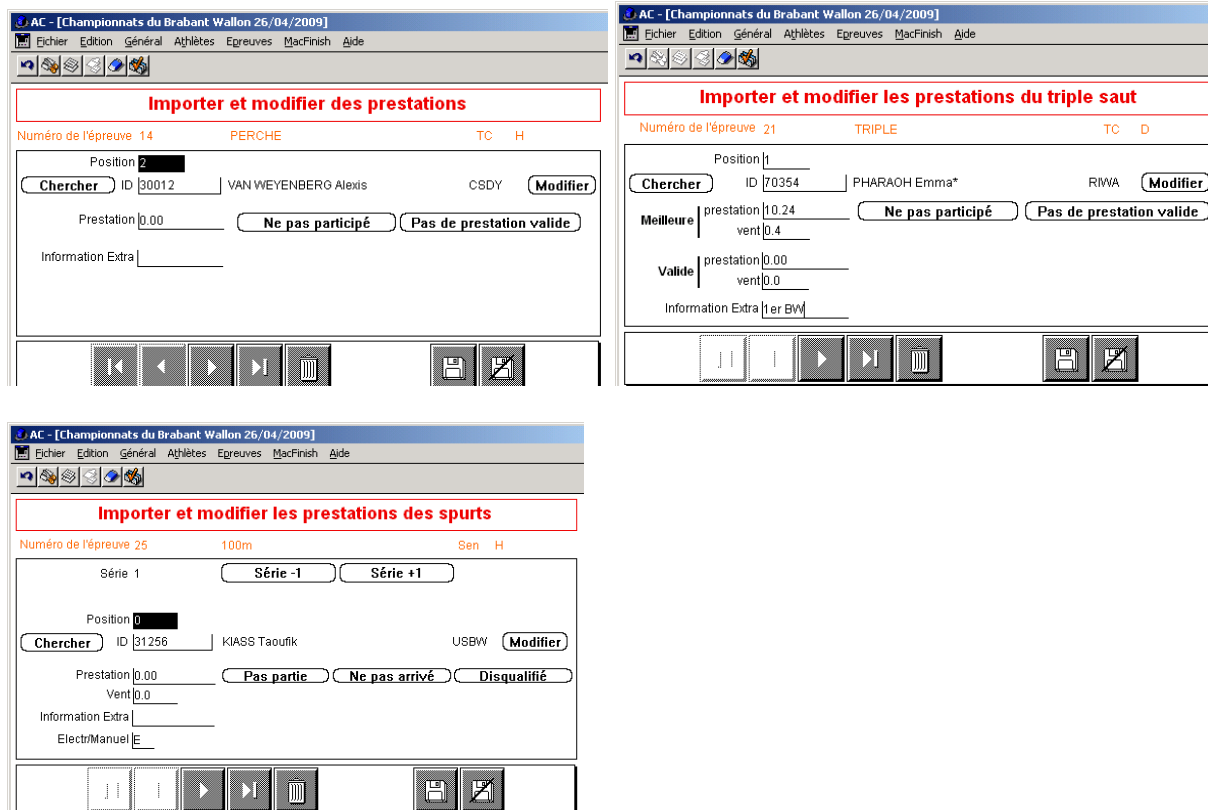 AC - [Championnats du Brabant Wallon 26/04/2009]
Fichier Edition Général Athlètes Epreuves MacFinish Aide
Importer et modifier des prestations
Numéro de l'épreuve 14 PERCHE TC H
Position 2
Chercher ID 30012 VAN WEYENBERG Alexis CSDY Modifier
Prestation 0.00 Ne pas participé Pas de prestation valide
Information Extra
AC - [Championnats du Brabant Wallon 26/04/2009]
Fichier Edition Général Athlètes Epreuves MacFinish Aide
Importer et modifier les prestations du triple saut
Numéro de l'épreuve 21 TRIPLE TC D
Position 1
Chercher ID 70354 PHARAOH Emma* RIWA Modifier
Meilleure prestation 10.24 Ne pas participé Pas de prestation valide
vent 0.4
Valide prestation 0.00
vent 0.0
Information Extra 1er BW
AC - [Championnats du Brabant Wallon 26/04/2009]
Fichier Edition Général Athlètes Epreuves MacFinish Aide
Importer et modifier les prestations des spurts
Numéro de l'épreuve 25 100m Sen H
Série 1 Série -1 Série +1
Position 0
Chercher ID 31256 KIASS Taoufik USBW Modifier
Prestation 0.00 Pas partie Ne pas arrivé Disqualifié
Vent 0.0
Information Extra
Electr/Manuel E